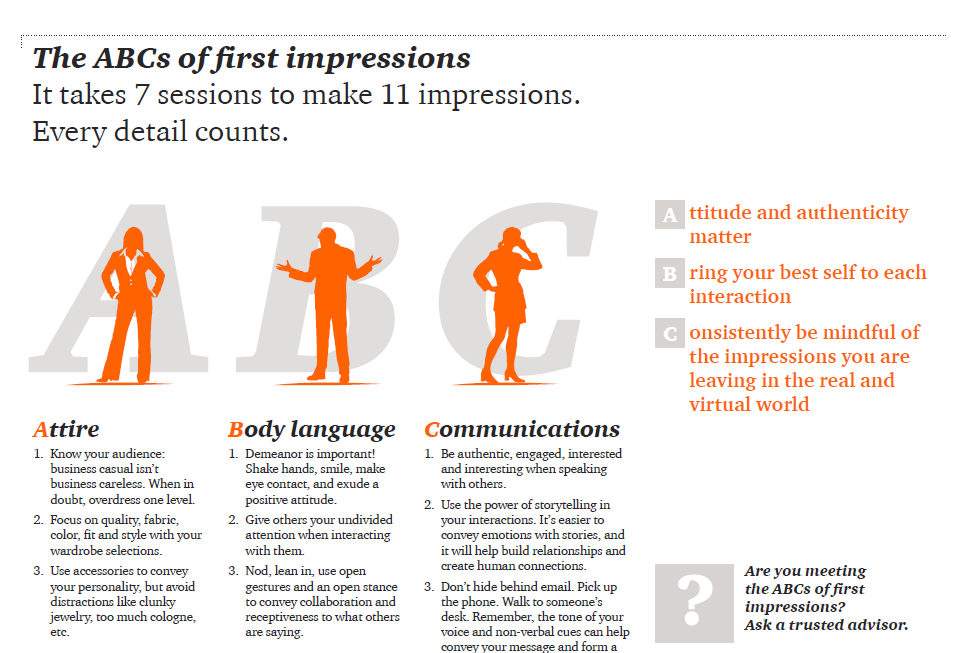 The ABCs of first impressions
It takes 7 sessions to make 11 impressions.
Every detail counts.
A B C
Attire
1. Know your audience:
business casual isn't
business careless. When in
doubt, overdress one level.
2. Focus on quality, fabric,
color, fit and style with your
wardrobe selections.
3. Use accessories to convey
your personality, but avoid
distractions like clunky
jewelry, too much cologne,
etc.
Body language
1. Demeanor is important!
Shake hands, smile, make
eye contact, and exude a
positive attitude.
2. Give others your undivided
attention when interacting
with them.
3. Nod, lean in, use open
gestures and an open stance
to convey collaboration and
receptiveness to what others
are saying.
Communications
1. Be authentic, engaged, interested
and interesting when speaking
with others.
2. Use the power of storytelling in
your interactions. It's easier to
convey emotions with stories, and
it will help build relationships and
create human connections.
3. Don't hide behind email. Pick up
the phone. Walk to someone's
desk. Remember, the tone of your
voice and non-verbal cues can help
convey your message and form a
Attitude and authenticity
matter
Bring your best self to each
interaction
Consistently be mindful of
the impressions you are
leaving in the real and
virtual world
?
Are you meeting
the ABCs of first
impressions?
Ask a trusted advisor.